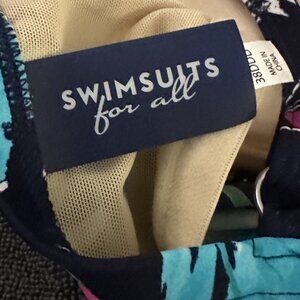 SWIMSUITS
for all
38DDD
MADE IN
CHINA